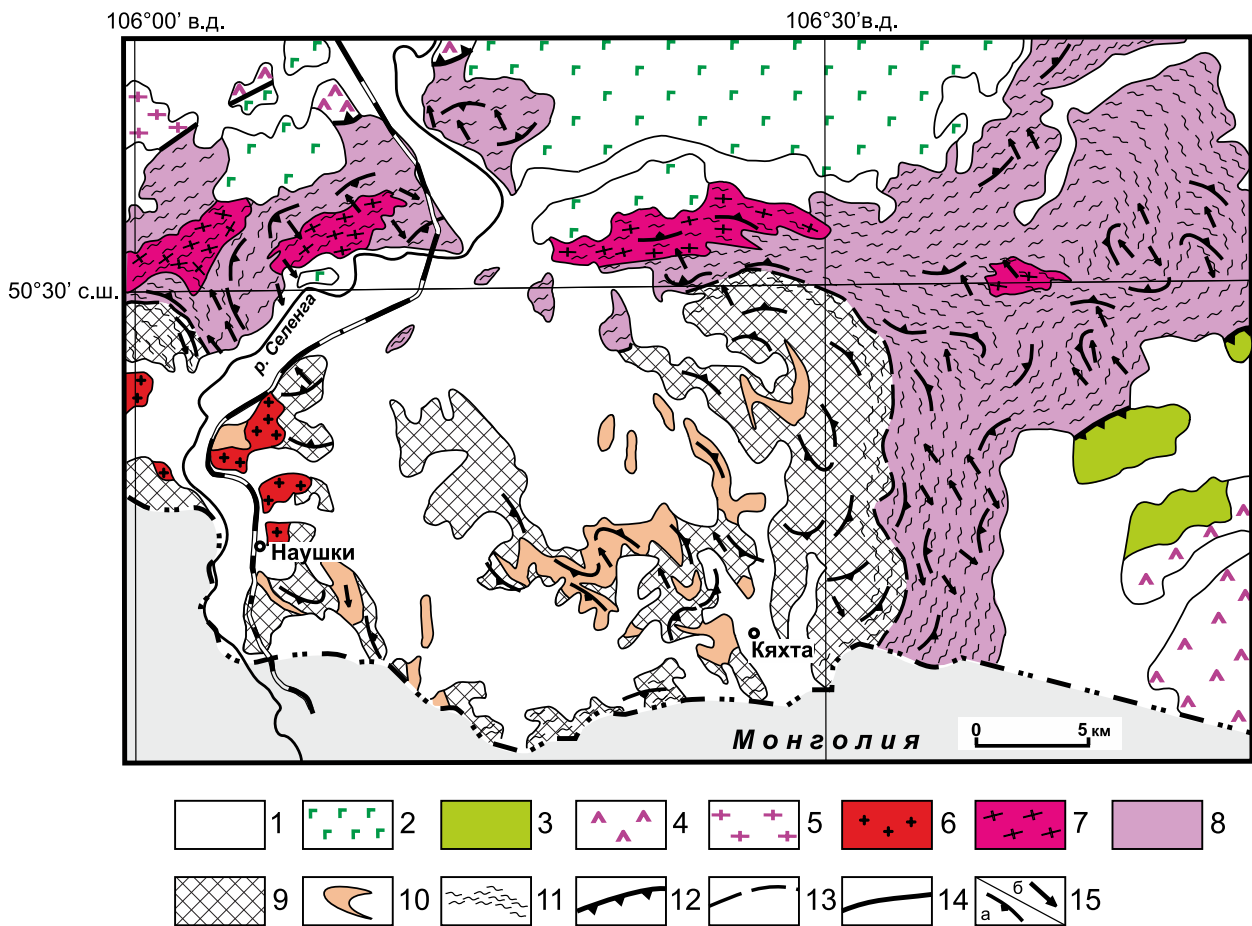 106°00’ в.д.
106°30’в.д.
50°30’ с.ш.
р. Селенга
Наушки
Кяхта
Монголия
0 5 км
1 2 3 4 5 6 7 8
9 10 11 12 13 14 а б 15